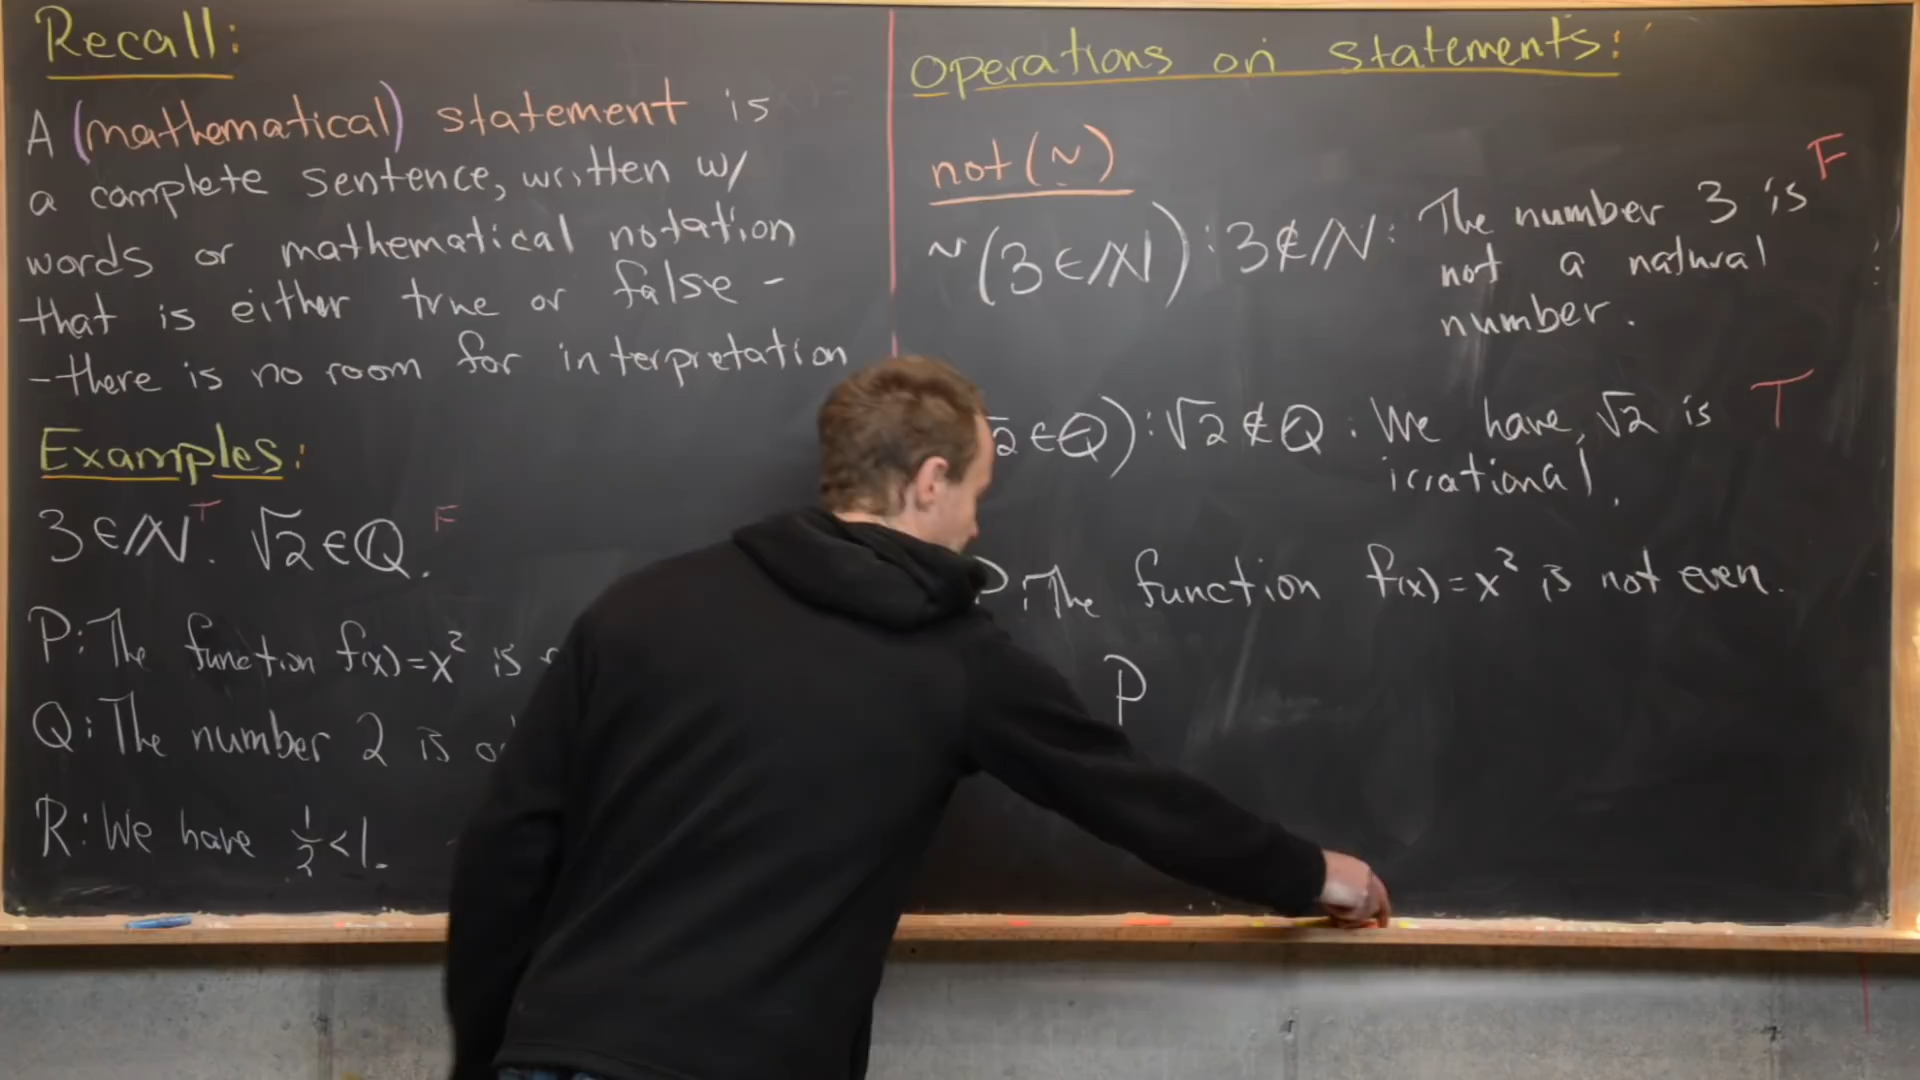 Recall:
A (mathematical) statement is
a complete sentence, written w/
words or mathematical notation
that is either true or false -
- there is no room for interpretation
Examples:
3 ∈ ℕ. T √2 ∈ ℚ. F
P: The function f(x) = x² is
Q: The number 2 is
R: We have 1/2 < 1.
Operations on statements:
not (~)
~(3 ∈ ℕ) : 3 ∉ ℕ : The number 3 is F
not a natural
number.
2 ∈ ℚ) : √2 ∉ ℚ : We have, √2 is T
irrational.
P: The function f(x) = x² is not even.
P